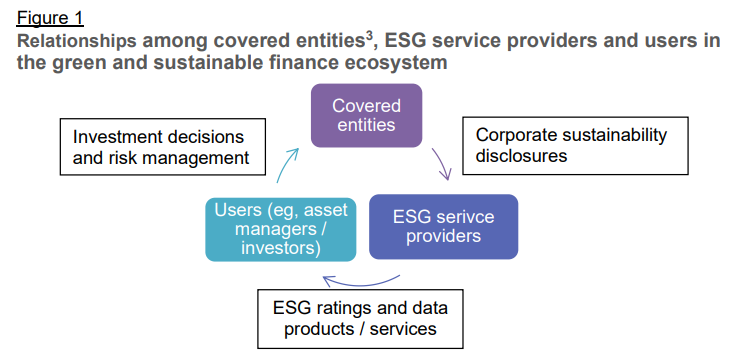 Figure 1
Relationships among covered entities³, ESG service providers and users in
the green and sustainable finance ecosystem
Covered
entities
Investment decisions
and risk management
Corporate sustainability
disclosures
Users (eg, asset
managers /
investors)
ESG serivce
providers
ESG ratings and data
products / services